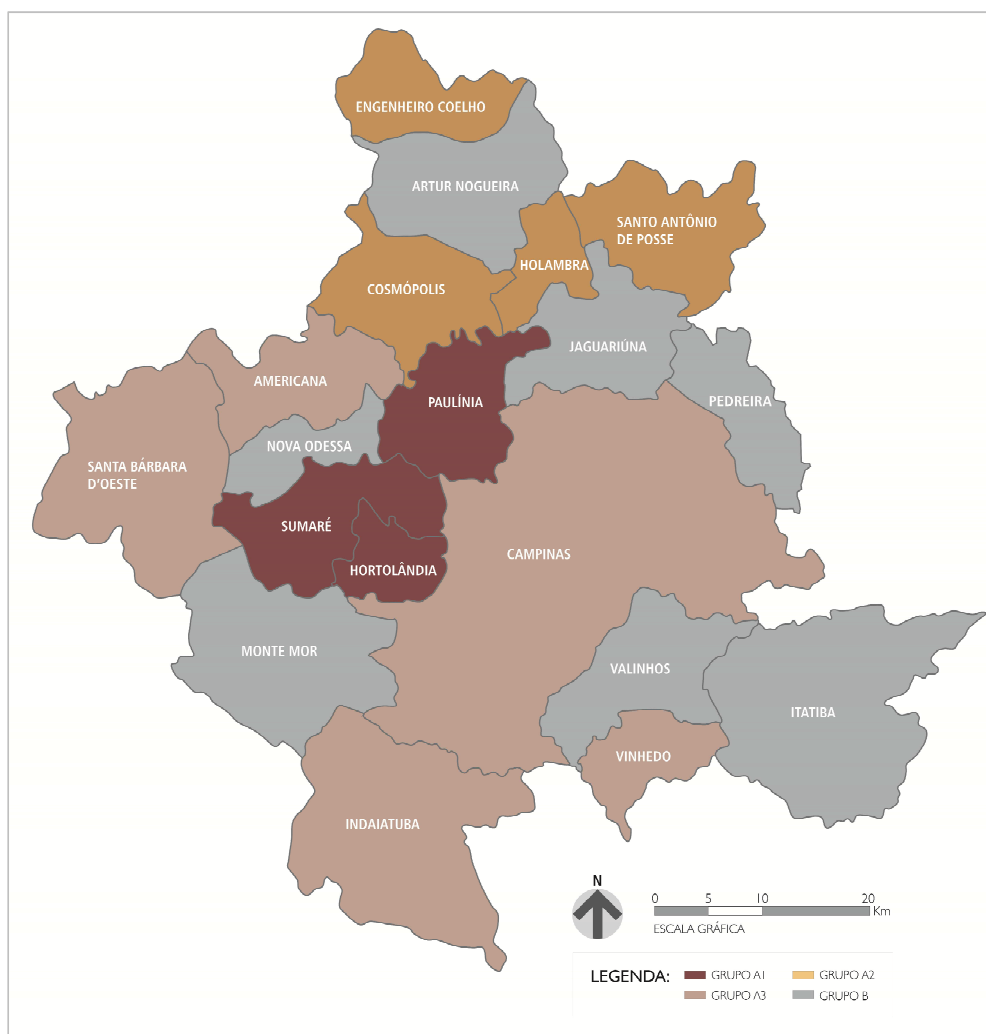 ENGENHEIRO COELHO
ARTUR NOGUEIRA
SANTO ANTÔNIO
DE POSSE
HOLAMBRA
COSMÓPOLIS
JAGUARIÚNA
AMERICANA
PAULÍNIA
PEDREIRA
NOVA ODESSA
SANTA BÁRBARA
D'OESTE
SUMARÉ
CAMPINAS
HORTOLÂNDIA
MONTE MOR
VALINHOS
ITATIBA
VINHEDO
INDAIATUBA
N
0 5 10 20
Km
ESCALA GRÁFICA
LEGENDA:
GRUPO A1
GRUPO A2
GRUPO A3
GRUPO B